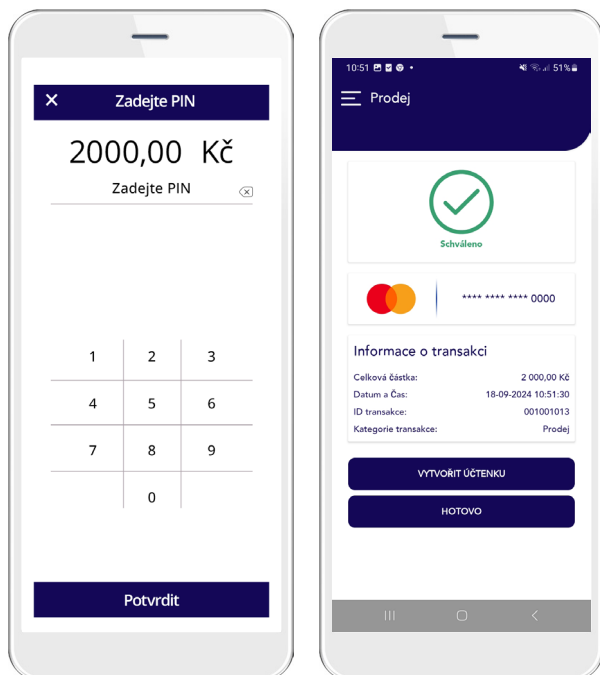 Zadejte PIN
2000,00 Kč
Zadejte PIN
1 2 3
4 5 6
7 8 9
0
Potvrdit
10:51 51%
Prodej
Schváleno
**** **** **** 0000
Informace o transakci
Celková částka: 2 000,00 Kč
Datum a Čas: 18-09-2024 10:51:30
ID transakce: 001001013
Kategorie transakce: Prodej
VYTVOŘIT ÚČTENKU
HOTOVO